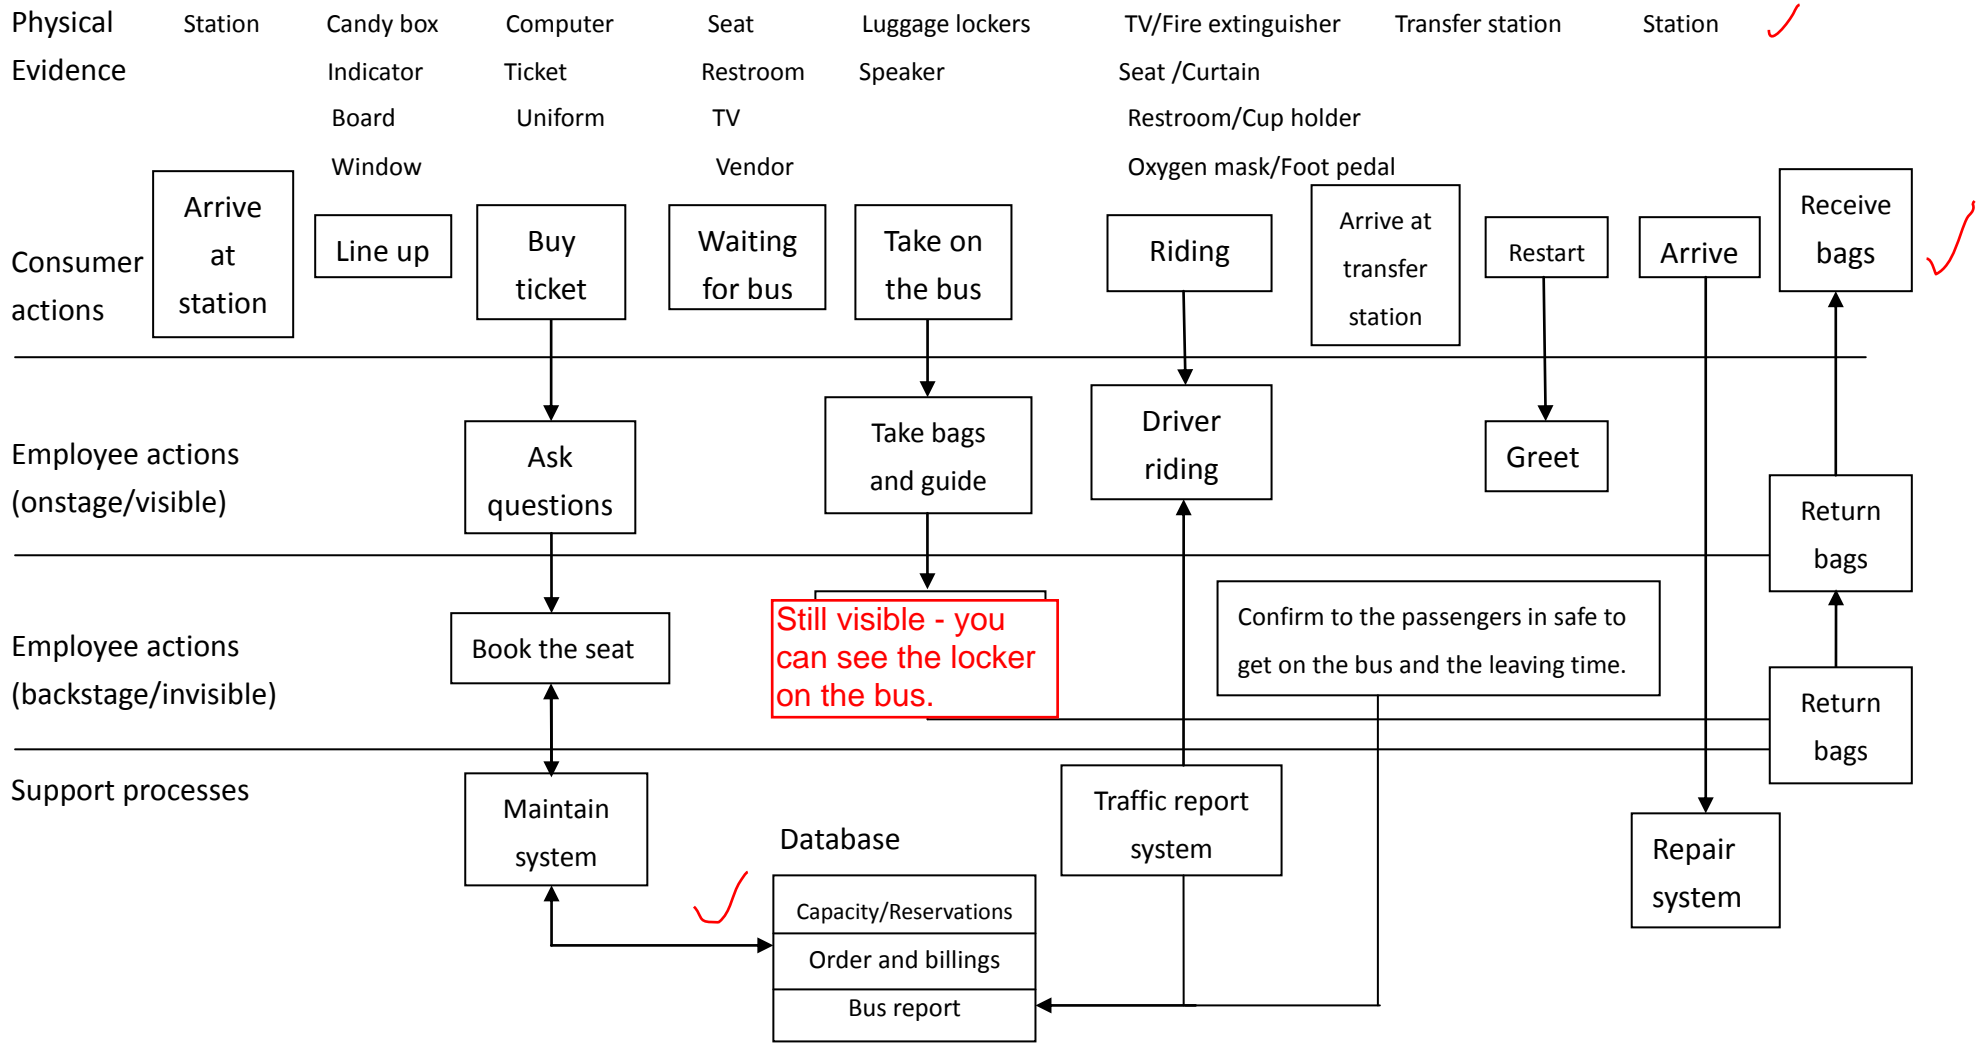 Physical Station Candy box Computer Seat Luggage lockers TV/Fire extinguisher Transfer station Station
Evidence Indicator Ticket Restroom Speaker Seat /Curtain
Board Uniform TV Restroom/Cup holder
Window Vendor Oxygen mask/Foot pedal
Consumer
actions
Arrive
at
station
Line up
Buy
ticket
Waiting
for bus
Take on
the bus
Riding
Arrive at
transfer
station
Restart
Arrive
Receive
bags
Employee actions
(onstage/visible)
Ask
questions
Take bags
and guide
Driver
riding
Greet
Return
bags
Employee actions
(backstage/invisible)
Book the seat
Still visible - you
can see the locker
on the bus.
Confirm to the passengers in safe to
get on the bus and the leaving time.
Return
bags
Support processes
Maintain
system
Database
Capacity/Reservations
Order and billings
Bus report
Traffic report
system
Repair
system